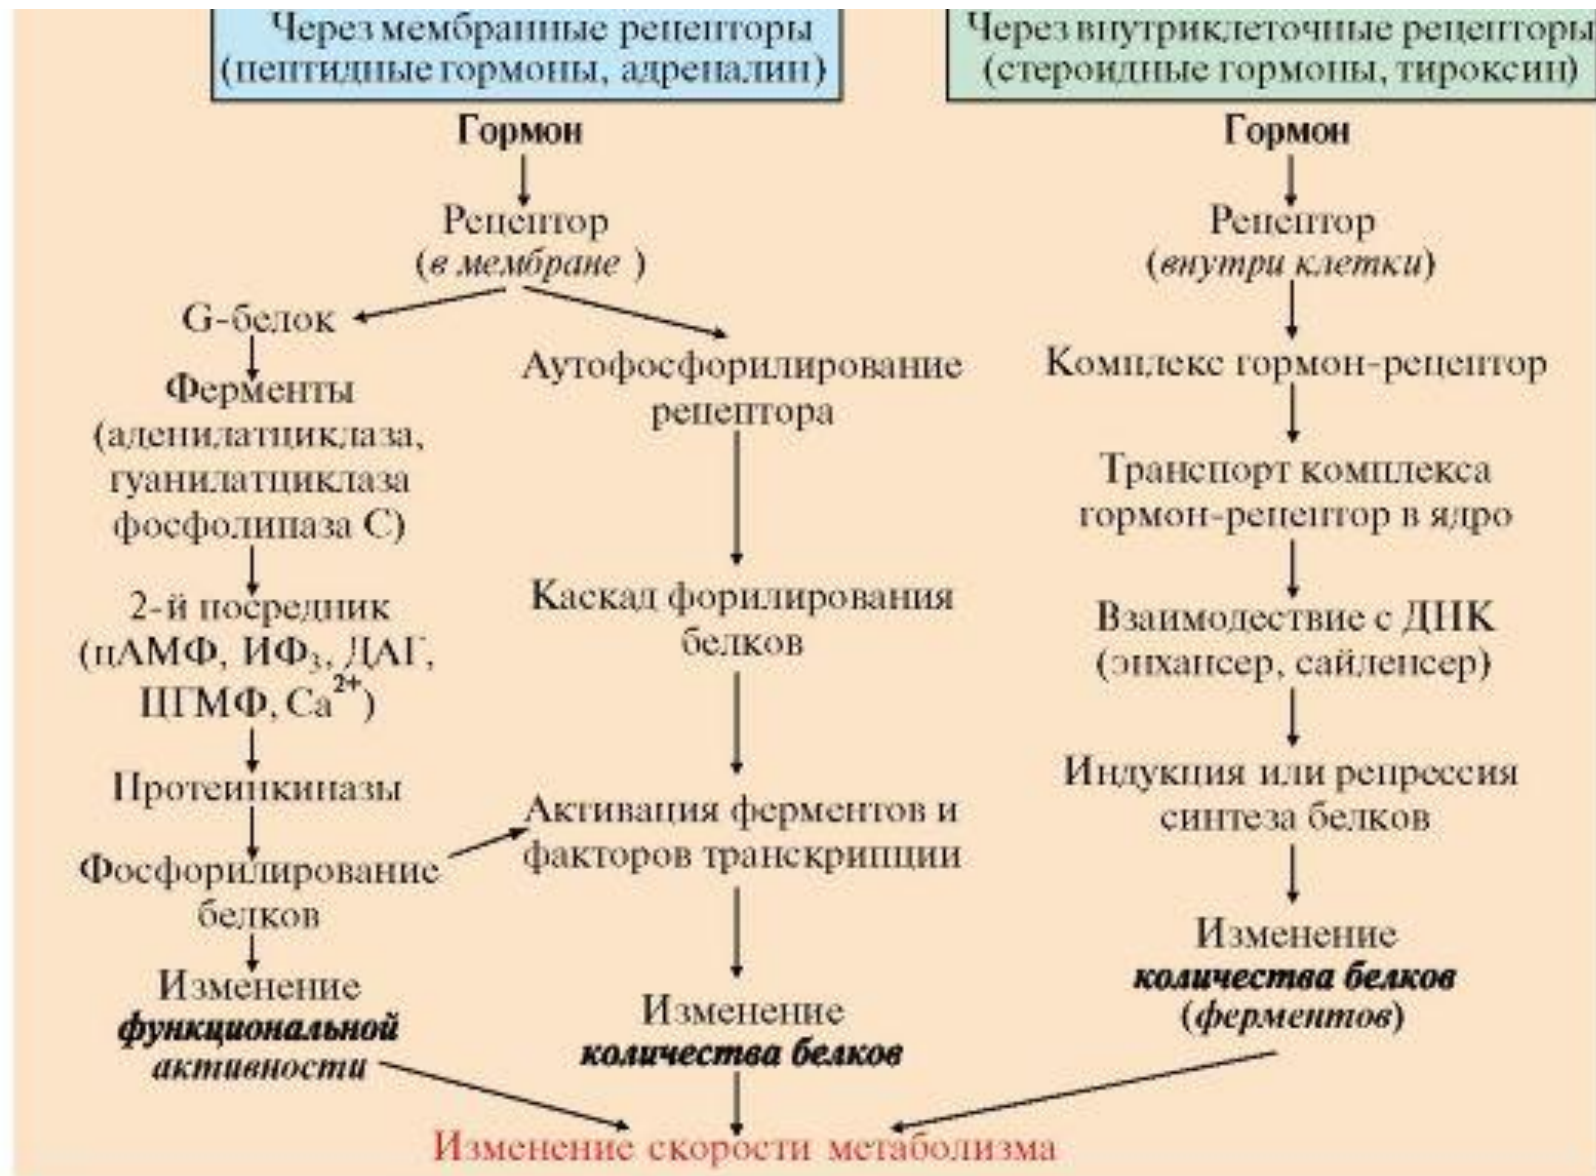 Через мембранные рецепторы
(пептидные гормоны, адреналин)
Гормон
Рецептор
(в мембране )
G-белок
Ферменты
(аденилатциклаза,
гуанилатциклаза
фосфолипаза С)
2-й посредник
(цАМФ, ИФ₃, ДАГ,
ЦГМФ, Ca²⁺)
Протеинкиназы
Фосфорилирование
белков
Изменение
функциональной
активности
Аутофосфорилирование
рецептора
Каскад форилирования
белков
Активация ферментов и
факторов транскрипции
Изменение
количества белков
Через внутриклеточные рецепторы
(стероидные гормоны, тироксин)
Гормон
Рецептор
(внутри клетки)
Комплекс гормон-рецептор
Транспорт комплекса
гормон-рецептор в ядро
Взаимодествие с ДНК
(энхансер, сайленсер)
Индукция или репрессия
синтеза белков
Изменение
количества белков
(ферментов)
Изменение скорости метаболизма